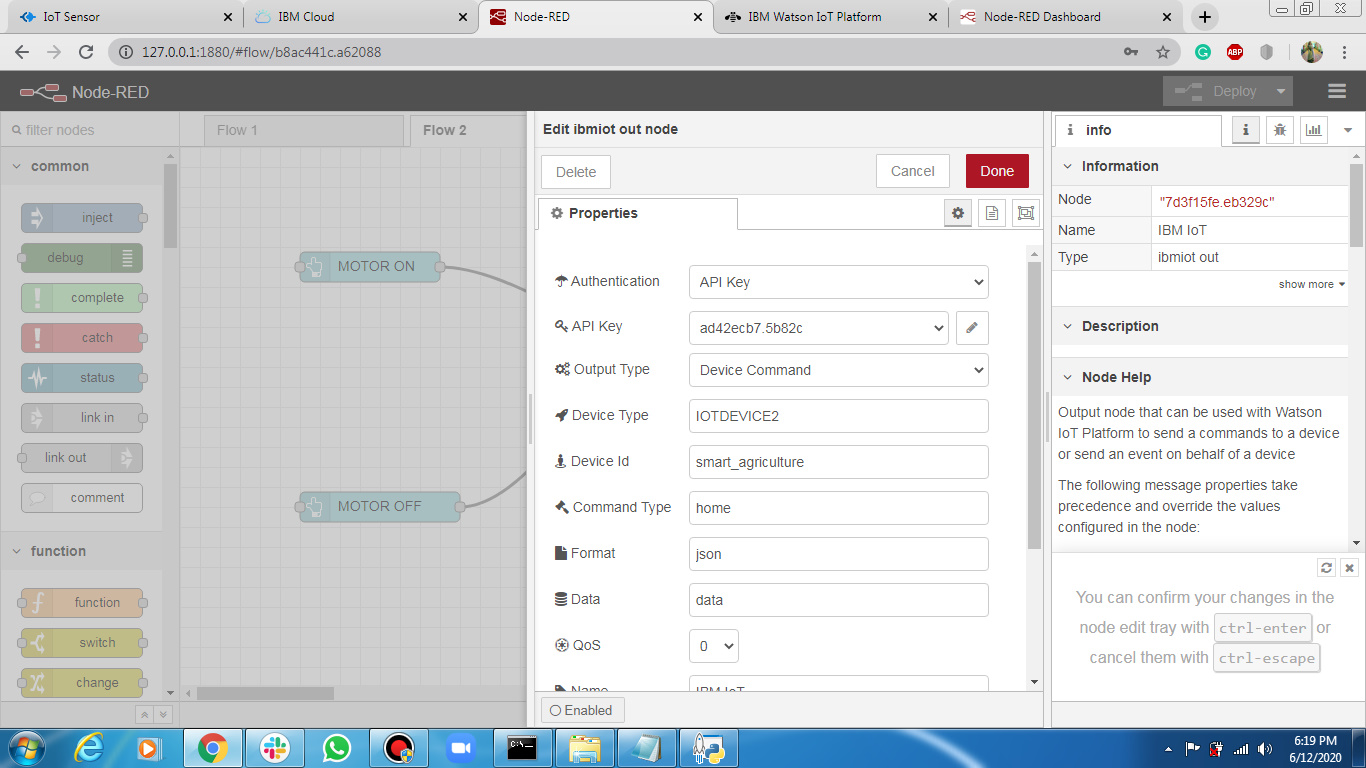 IoT Sensor
IBM Cloud
Node-RED
IBM Watson IoT Platform
Node-RED Dashboard
127.0.0.1:1880/#flow/b8ac441c.a62088
ABP
Node-RED
Deploy
filter nodes
Flow 1
Flow 2
common
inject
debug
complete
catch
status
link in
link out
comment
function
function
switch
change
MOTOR ON
MOTOR OFF
Edit ibmiot out node
Delete
Cancel
Done
Properties
Authentication
API Key
API Key
ad42ecb7.5b82c
Output Type
Device Command
Device Type
IOTDEVICE2
Device Id
smart_agriculture
Command Type
home
Format
json
Data
data
QoS
0
Name
IBM IoT
Enabled
info
Information
Node
"7d3f15fe.eb329c"
Name
IBM IoT
Type
ibmiot out
show more
Description
Node Help
Output node that can be used with Watson
IoT Platform to send a commands to a device
or send an event on behalf of a device
The following message properties take
precedence and override the values
configured in the node:
You can confirm your changes in the
node edit tray with ctrl-enter or
cancel them with ctrl-escape
6:19 PM
6/12/2020